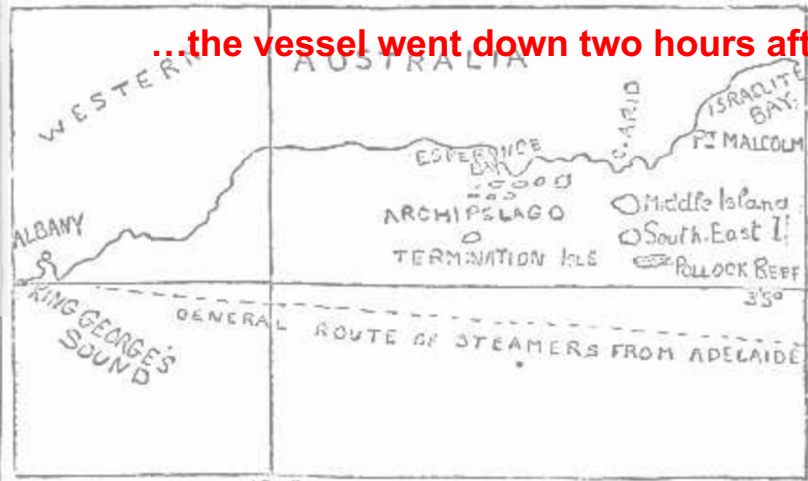 …the vessel went down two hours aft
WESTERN AUSTRALIA
C. ARID
ISRAELITE
BAY:
PT MALCOLM
ESPERANCE
BAY
ALBANY
ARCHIPELAGO
Middle Island
South.East I!
TERMINATION ISLE
POLLOCK REEF
35°
KING GEORGE'S
SOUND
GENERAL ROUTE OF STEAMERS FROM ADELAIDE